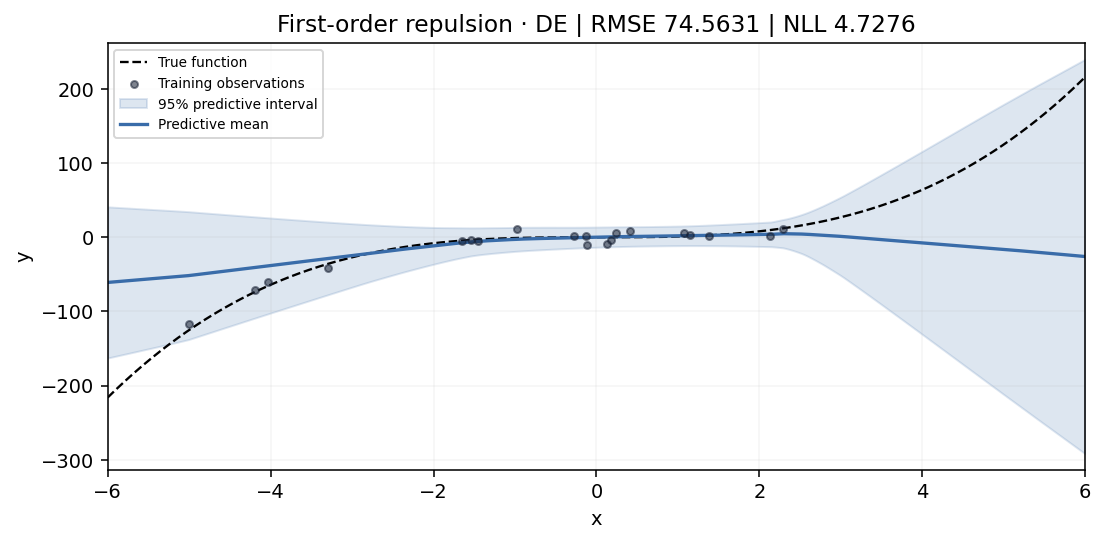 First-order repulsion · DE | RMSE 74.5631 | NLL 4.7276
True function
Training observations
95% predictive interval
Predictive mean
200
100
0
−100
−200
−300
y
−6
−4
−2
0
2
4
6
x